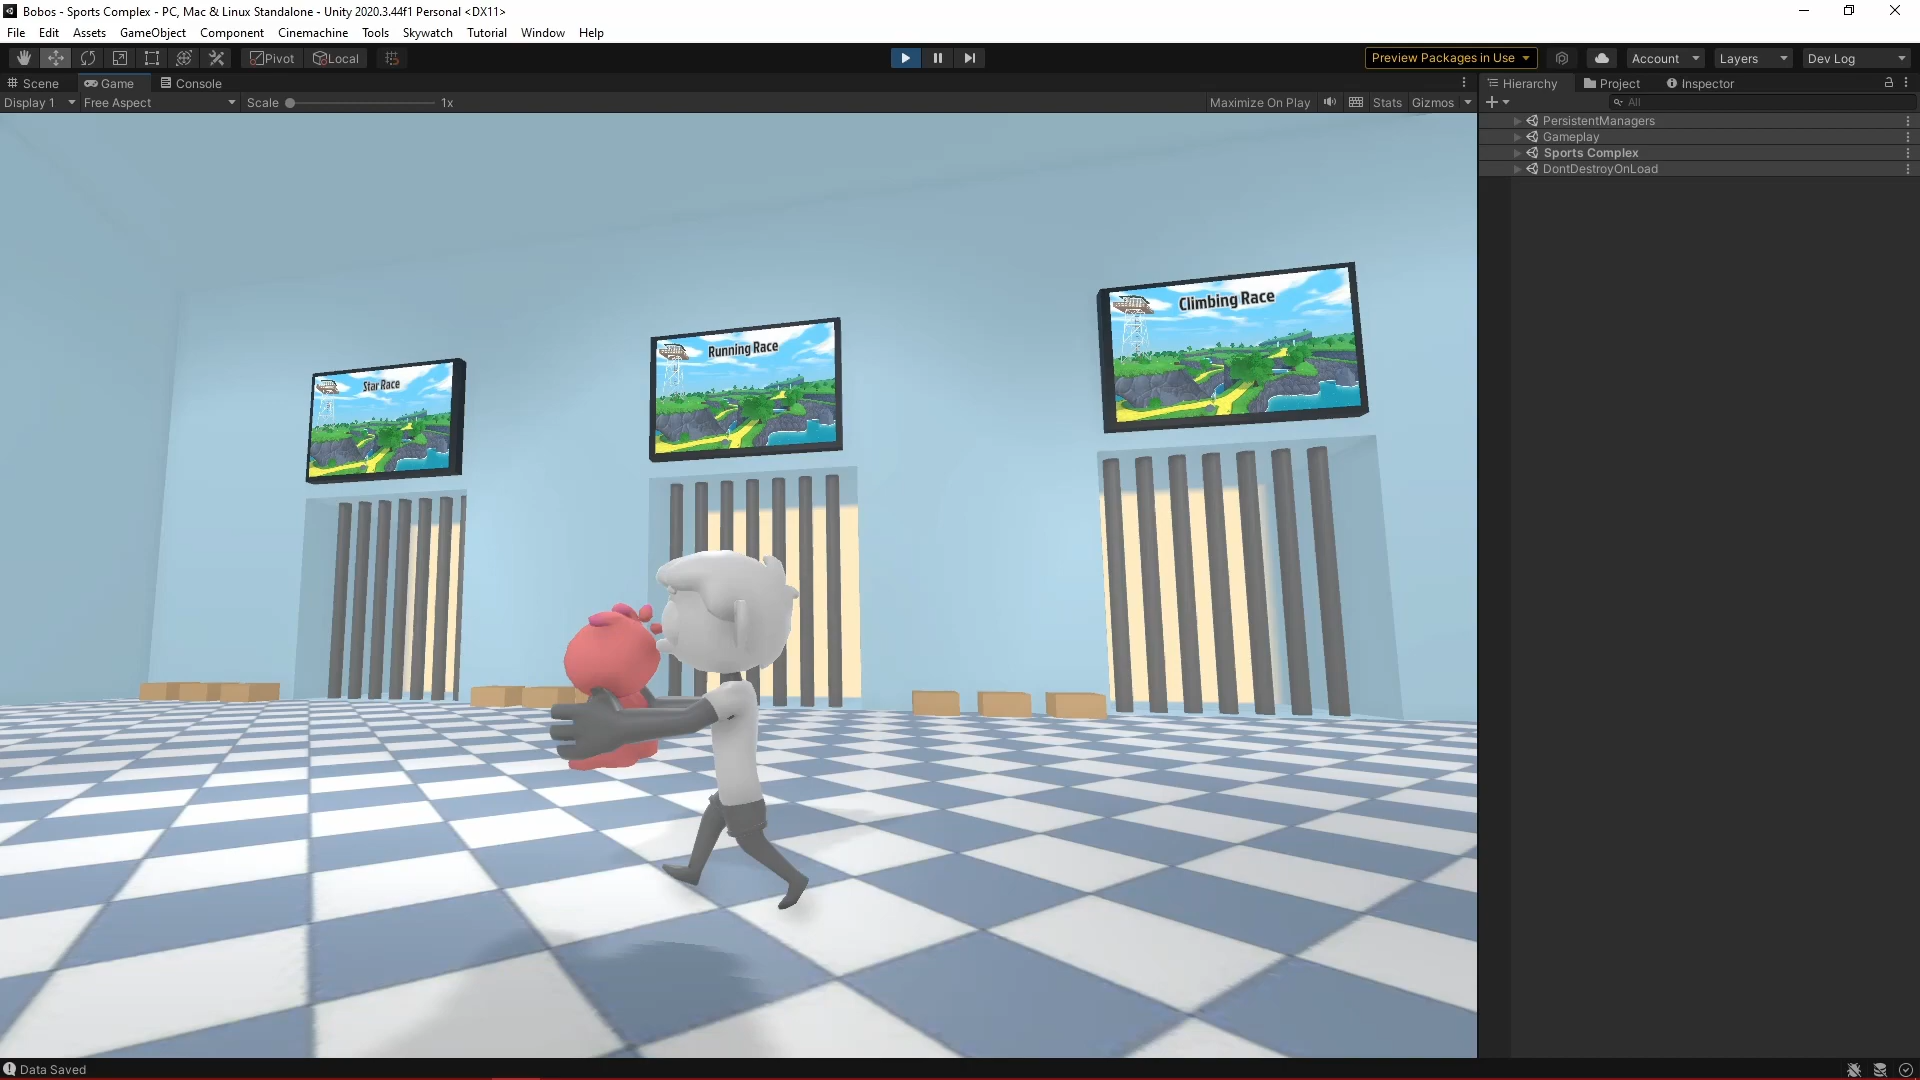 Bobos - Sports Complex - PC, Mac & Linux Standalone - Unity 2020.3.44f1 Personal <DX11>
File Edit Assets GameObject Component Cinemachine Tools Skywatch Tutorial Window Help
Pivot Local Preview Packages in Use Account Layers Dev Log
Scene Game Console Hierarchy Project Inspector
Display 1 Free Aspect Scale 1x Maximize On Play Stats Gizmos All
PersistentManagers
Gameplay
Sports Complex
DontDestroyOnLoad
Climbing Race
Running Race
Star Race
Data Saved